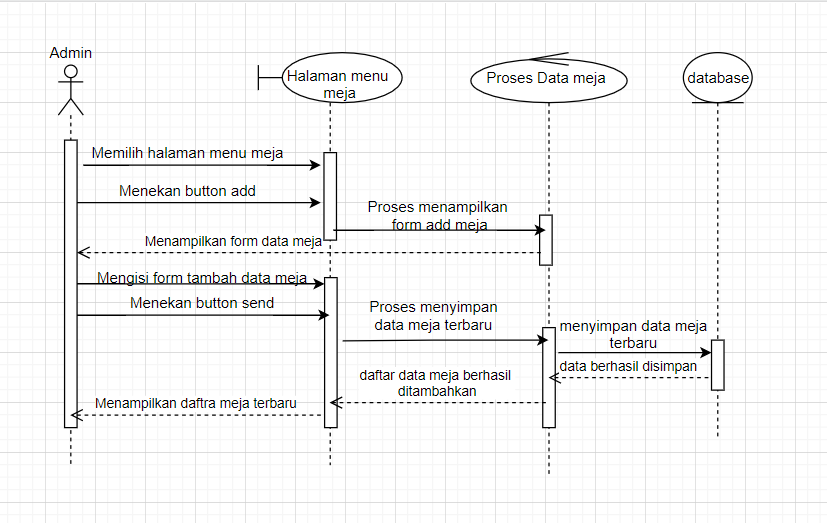 Admin
Halaman menu
meja
Proses Data meja
database
Memilih halaman menu meja
Menekan button add
Proses menampilkan
form add meja
Menampilkan form data meja
Mengisi form tambah data meja
Menekan button send
Proses menyimpan
data meja terbaru
menyimpan data meja
terbaru
data berhasil disimpan
daftar data meja berhasil
ditambahkan
Menampilkan daftra meja terbaru